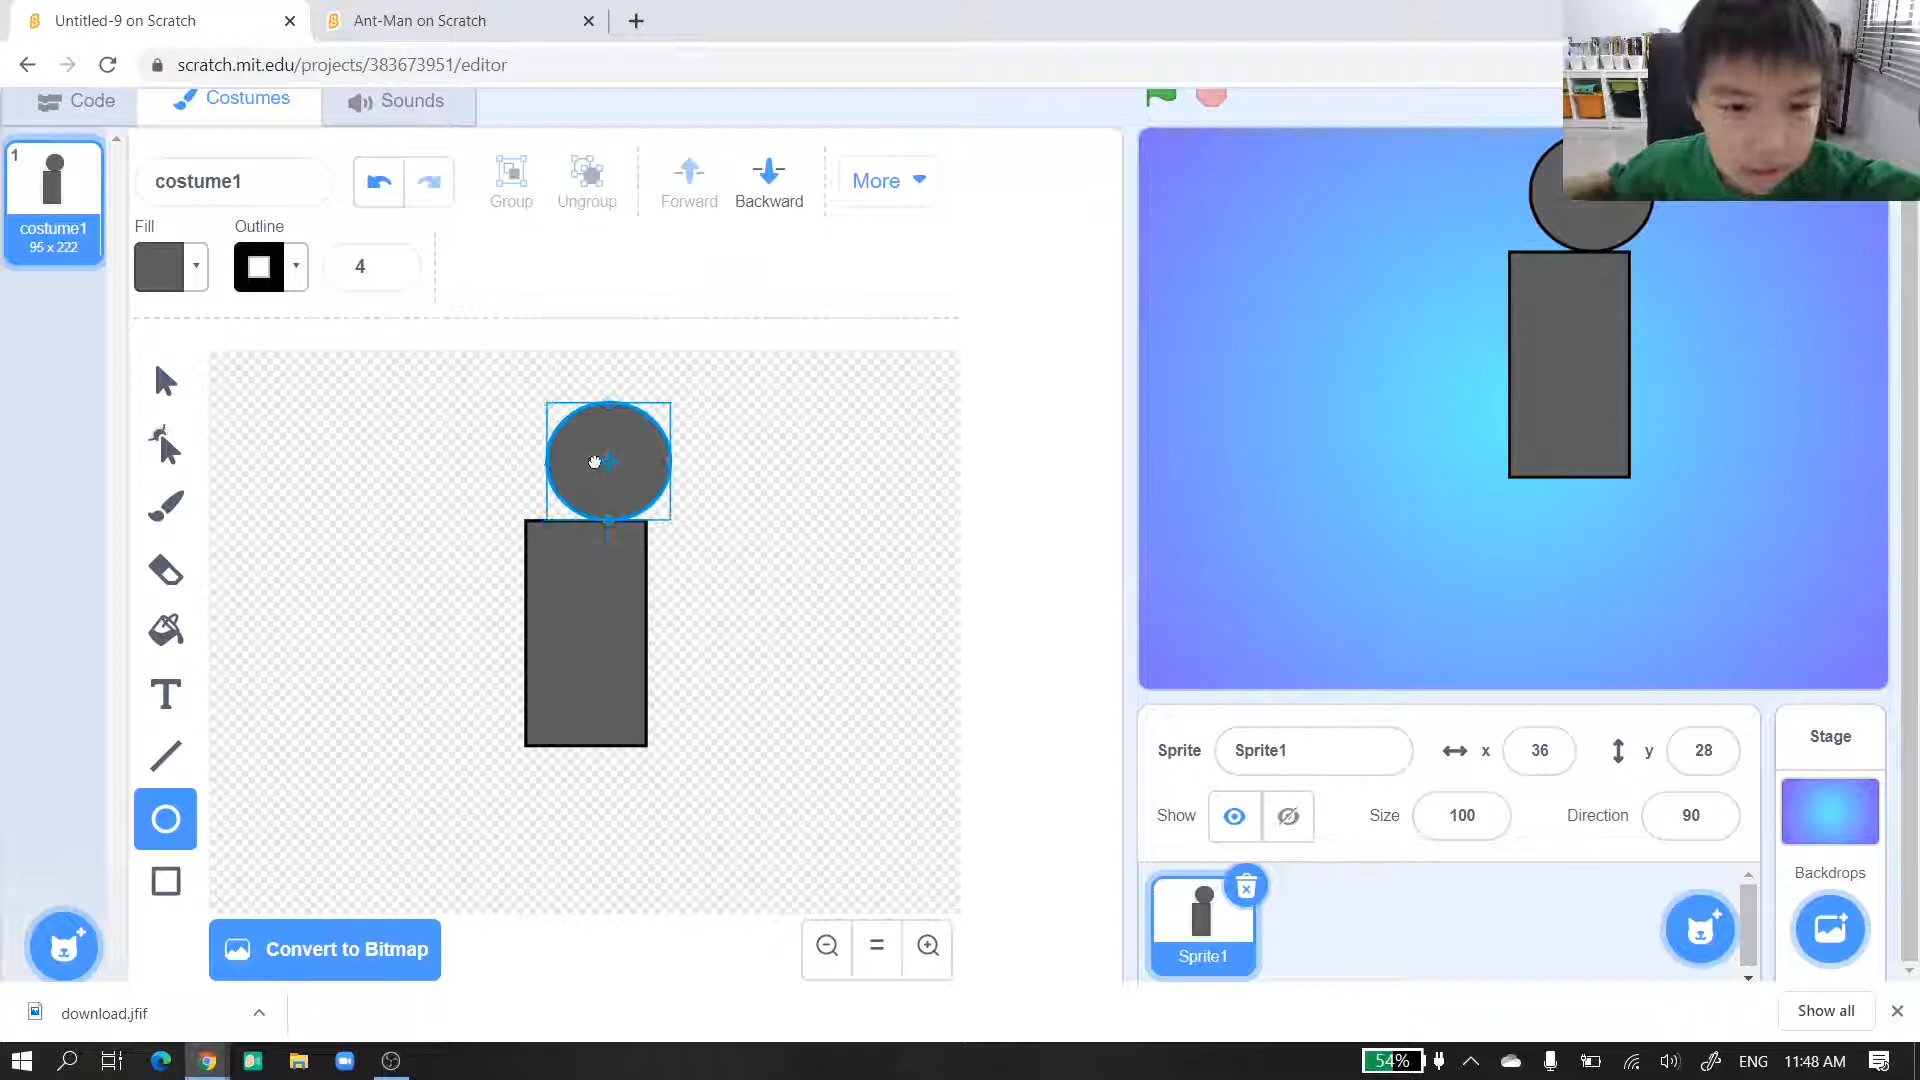 Untitled-9 on Scratch
Ant-Man on Scratch
scratch.mit.edu/projects/383673951/editor
Code
Costumes
Sounds
1
costume1
95 x 222
costume1
Group
Ungroup
Forward
Backward
More
Fill
Outline
4
T
Convert to Bitmap
Sprite
Sprite1
x
36
y
28
Show
Size
100
Direction
90
Sprite1
Stage
Backdrops
download.jfif
Show all
54%
ENG
11:48 AM